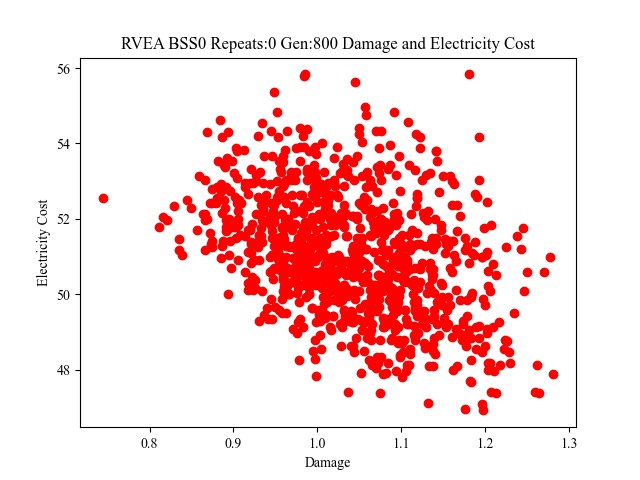 RVEA BSS0 Repeats:0 Gen:800 Damage and Electricity Cost
56
54
52
50
48
Electricity Cost
0.8 0.9 1.0 1.1 1.2 1.3
Damage